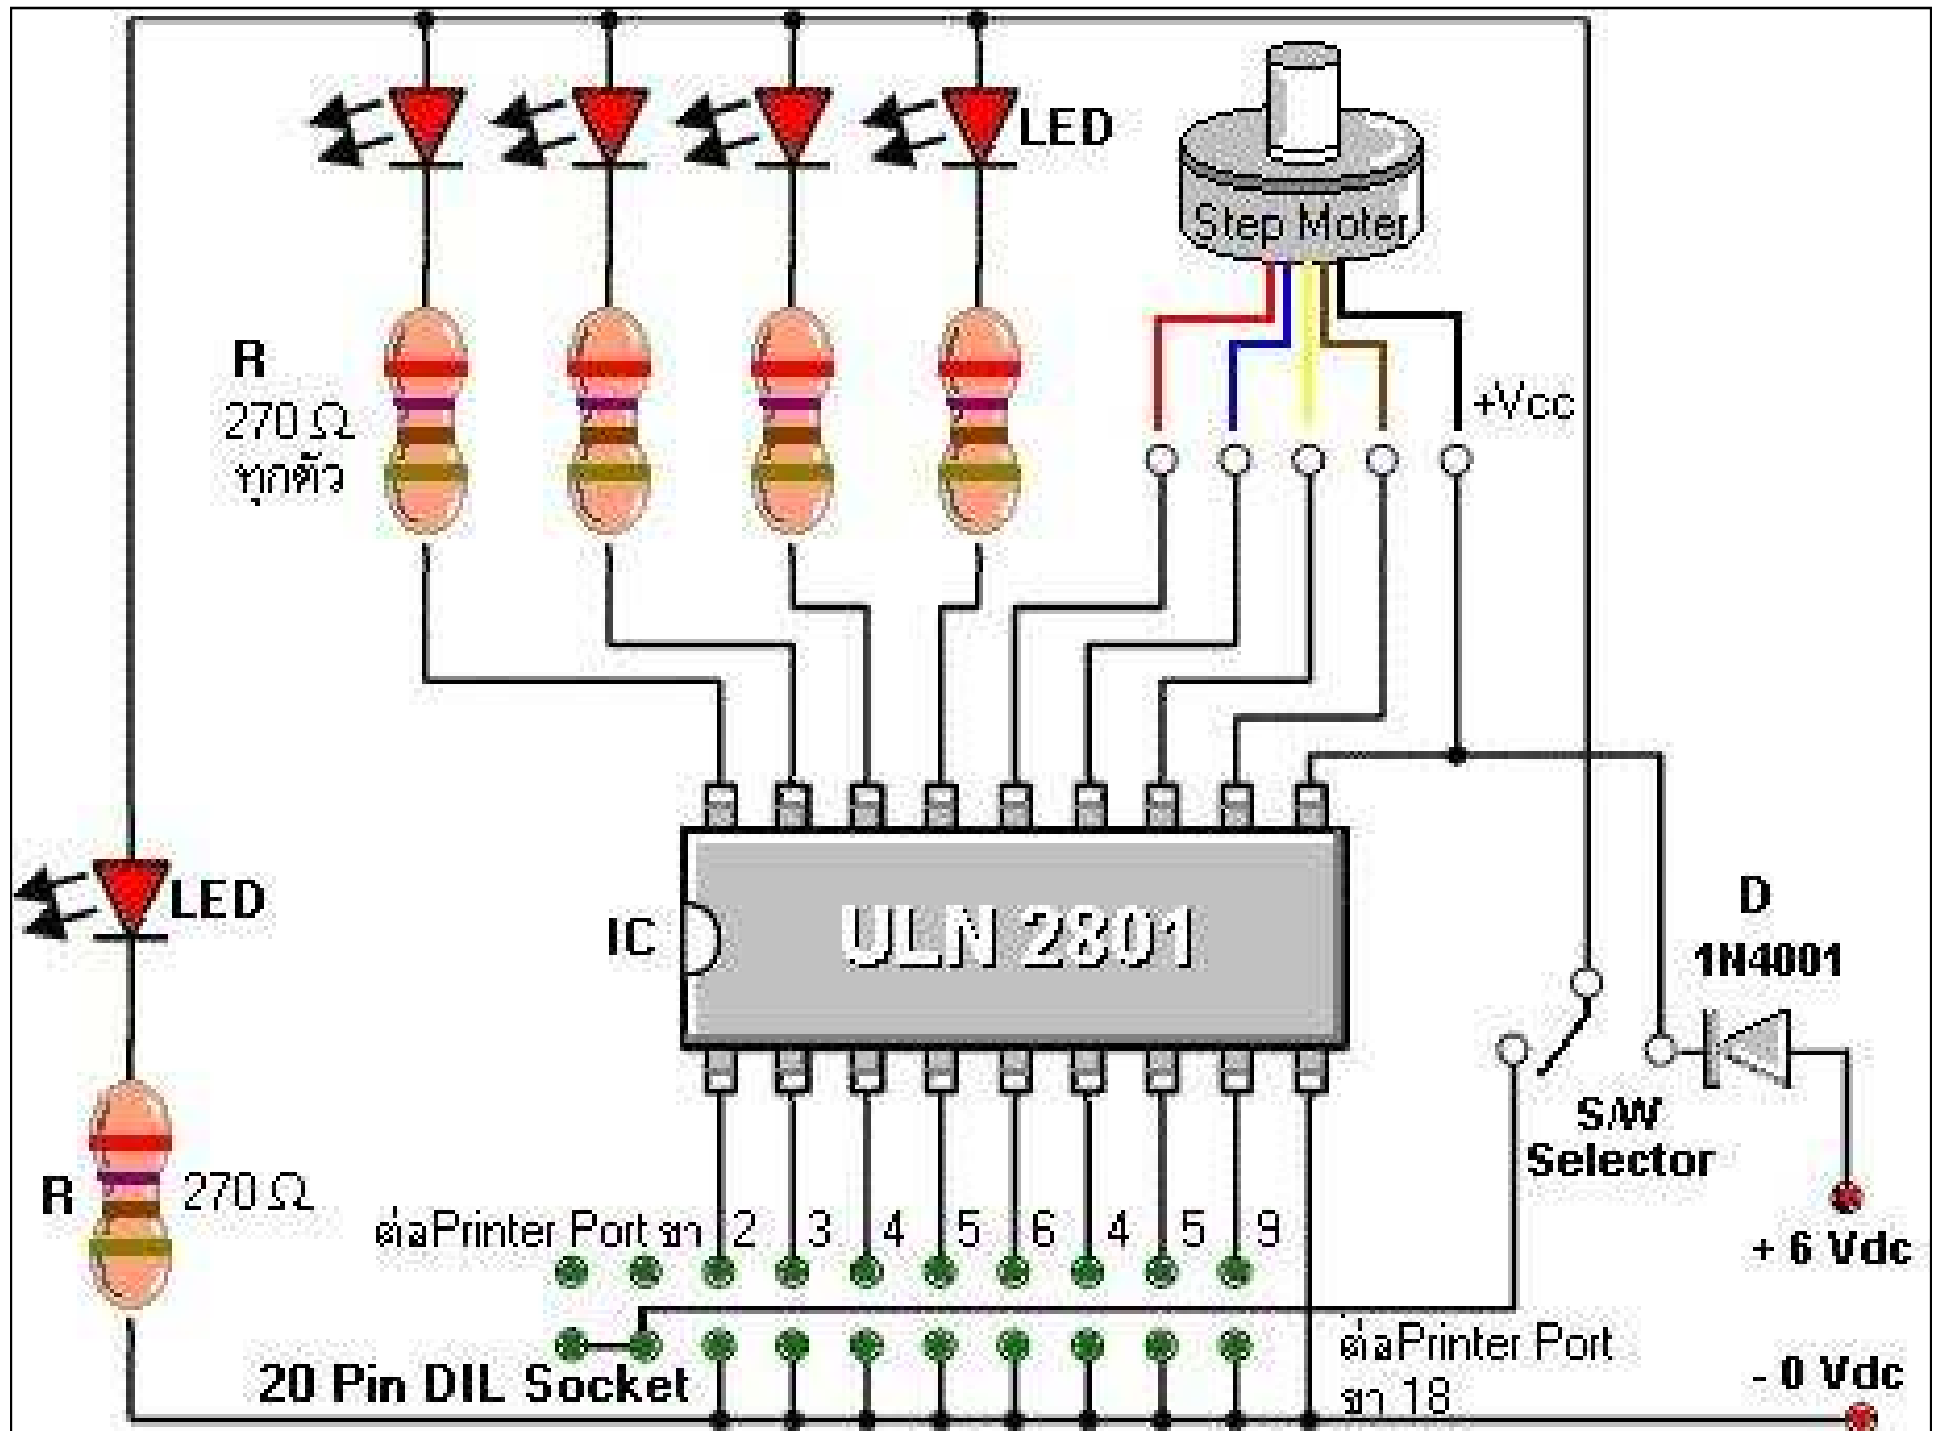 LED
Step Moter
R
270 Ω
ทุกตัว
+Vcc
LED
IC
ULN 2801
D
1N4001
S/W
Selector
R
270 Ω
ต่อPrinter Port ขา 2 3 4 5 6 4 5 9
+ 6 Vdc
20 Pin DIL Socket
ต่อPrinter Port
ขา 18
- 0 Vdc